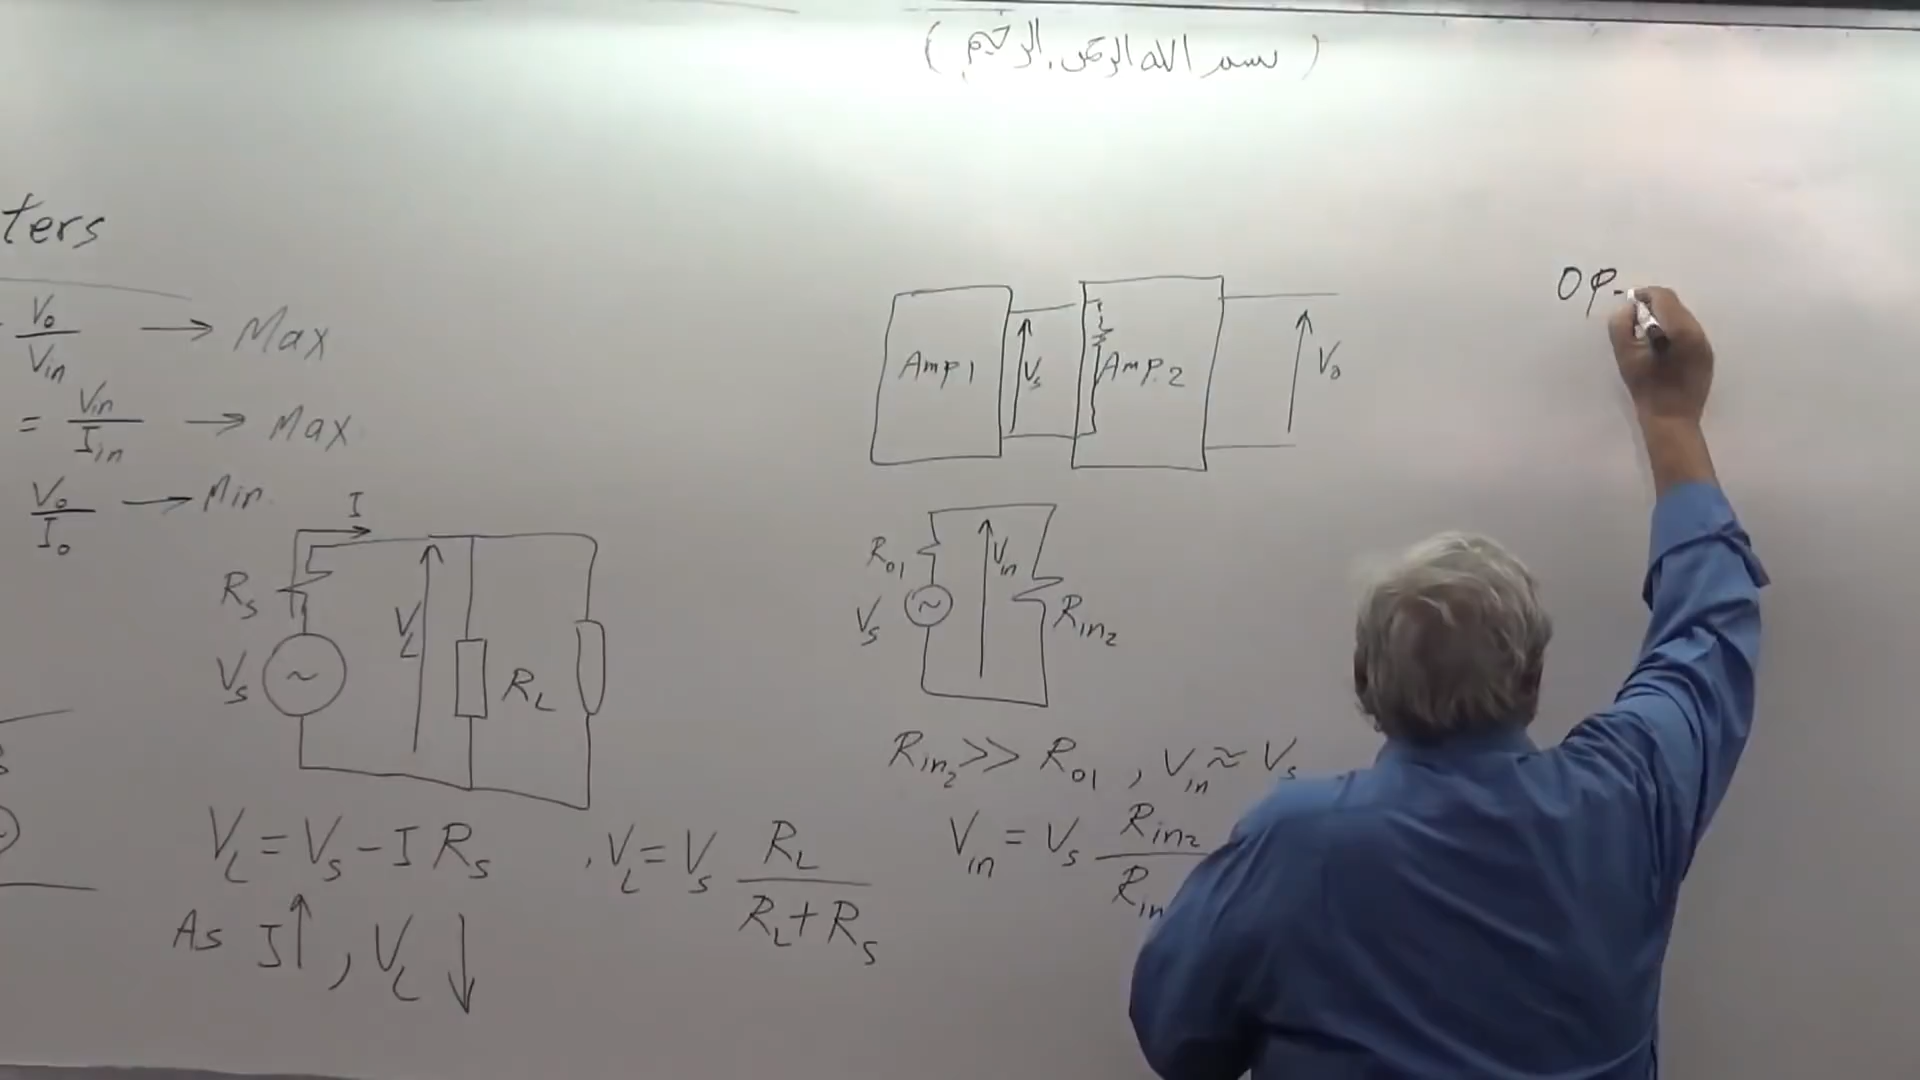 (بسم الله الرحمن الرحيم)
ters
V₀/Vin → Max
= Vin/Iin → Max
V₀/I₀ → Min
I
Rs
Vs
~
VL
RL
VL = Vs - I Rs
, VL = Vs RL/(RL + Rs)
As I↑, VL↓
Amp1
Vs
Amp.2
V₀
R01
Vs
~
Vin
Rin2
Rin2 >> R01, Vin ≈ Vs
Vin = Vs Rin2/Rin
OP-